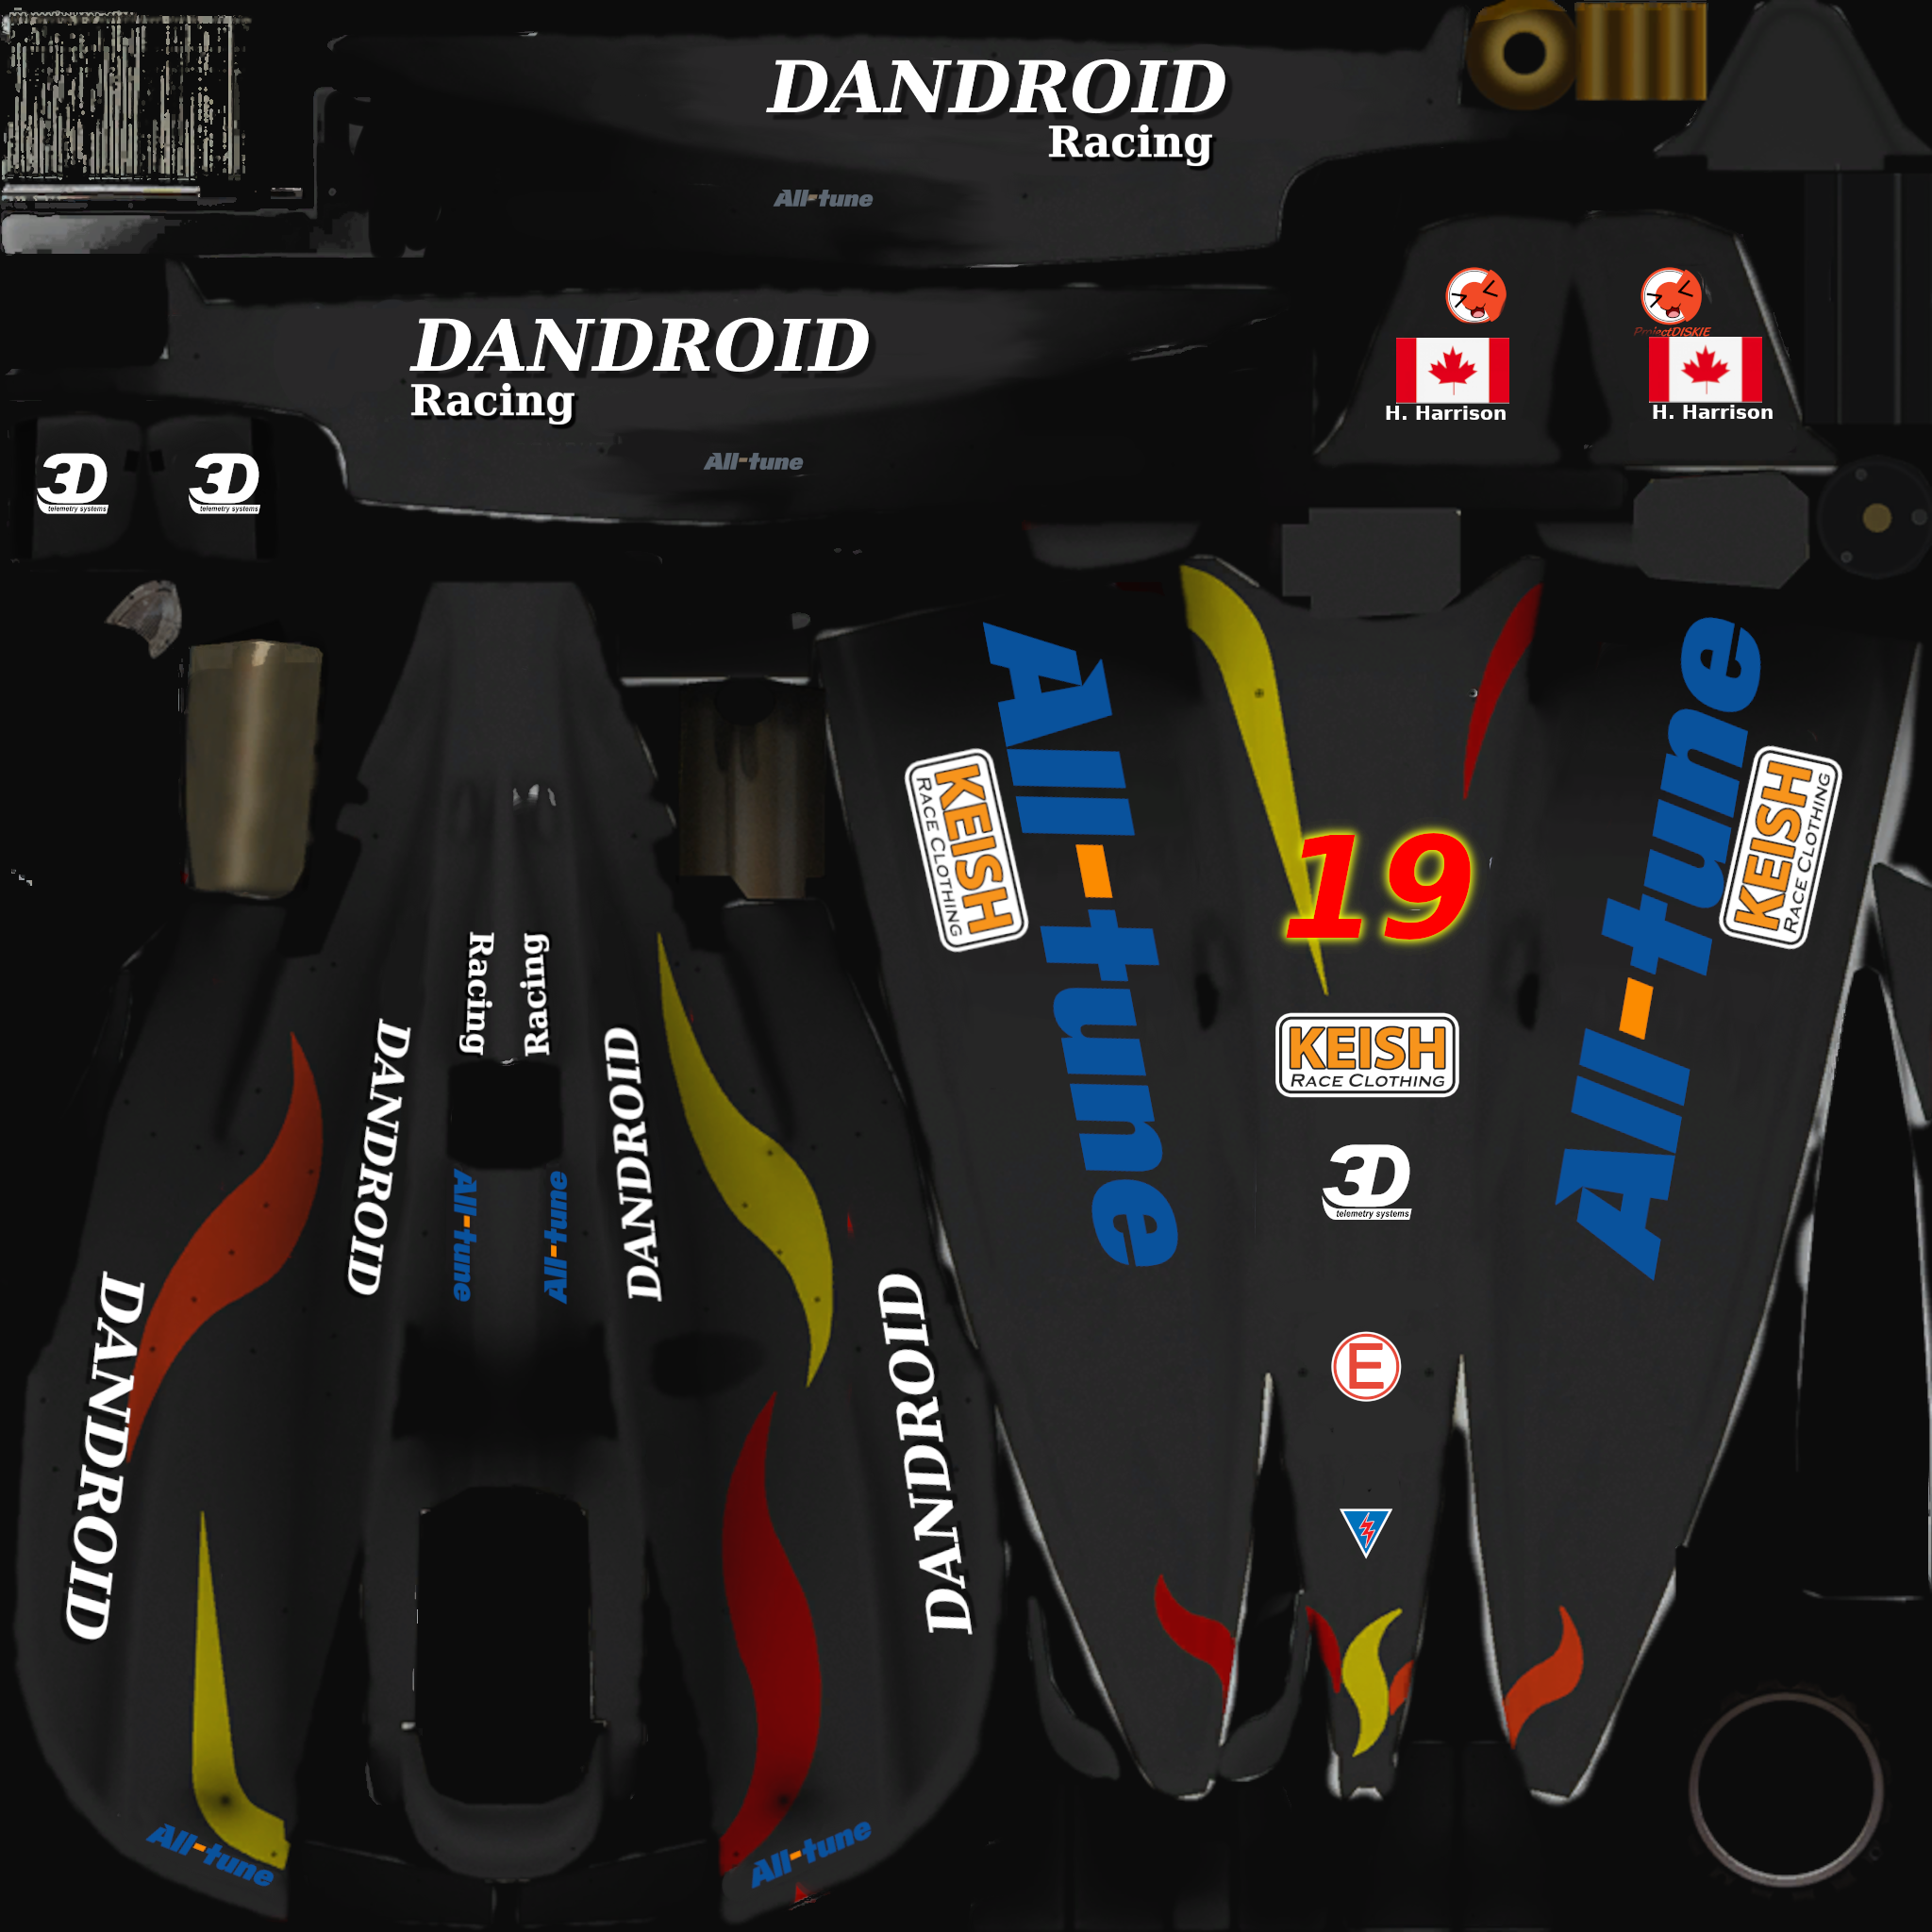 DANDROID
Racing
All-tune
DANDROID
Racing
All-tune
ProjectDISKIE
H. Harrison
H. Harrison
3D
telemetry systems
3D
telemetry systems
All-tune
All-tune
KEISH
RACE CLOTHING
KEISH
RACE CLOTHING
19
Racing
Racing
KEISH
RACE CLOTHING
DANDROID
DANDROID
3D
telemetry systems
All-tune
All-tune
DANDROID
DANDROID
E
All-tune
All-tune